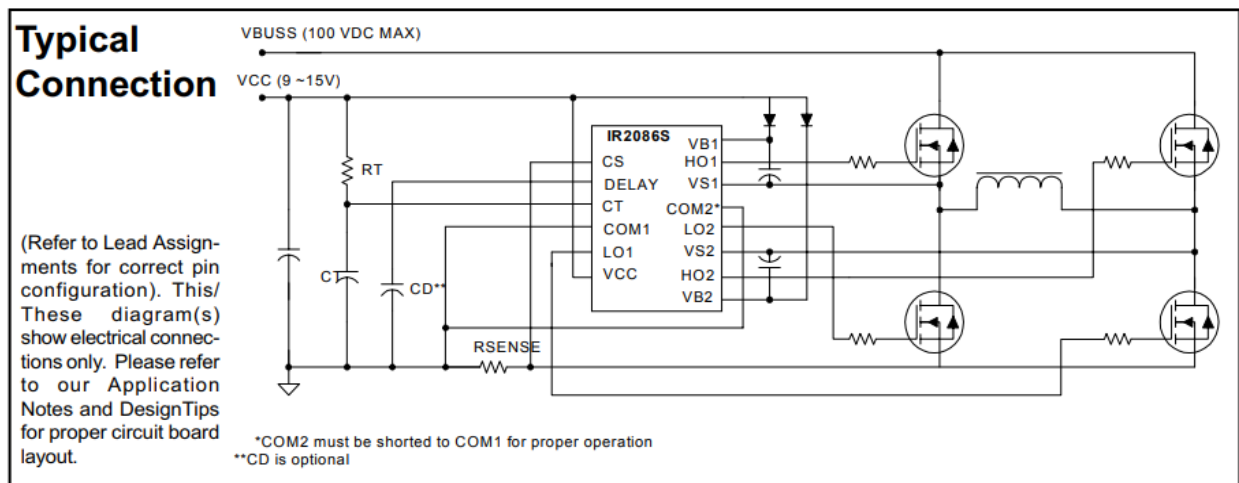 Typical
Connection
(Refer to Lead Assign-
ments for correct pin
configuration). This/
These diagram(s)
show electrical connec-
tions only. Please refer
to our Application
Notes and DesignTips
for proper circuit board
layout.
VBUSS (100 VDC MAX)
VCC (9 ~15V)
RT
CT
CD**
RSENSE
IR2086S
CS
DELAY
CT
COM1
LO1
VCC
VB1
HO1
VS1
COM2*
LO2
VS2
HO2
VB2
*COM2 must be shorted to COM1 for proper operation
**CD is optional